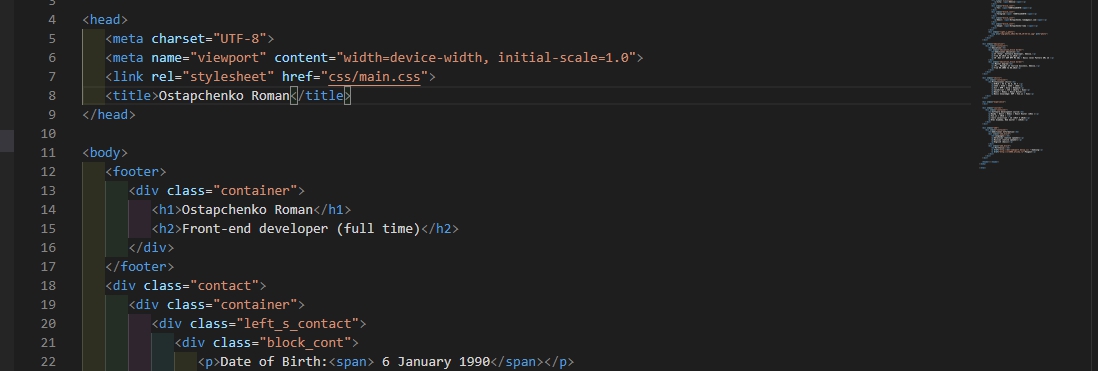 4 <head>
5 <meta charset="UTF-8">
6 <meta name="viewport" content="width=device-width, initial-scale=1.0">
7 <link rel="stylesheet" href="css/main.css">
8 <title>Ostapchenko Roman</title>
9 </head>
10
11 <body>
12 <footer>
13 <div class="container">
14 <h1>Ostapchenko Roman</h1>
15 <h2>Front-end developer (full time)</h2>
16 </div>
17 </footer>
18 <div class="contact">
19 <div class="container">
20 <div class="left_s_contact">
21 <div class="block_cont">
22 <p>Date of Birth:<span> 6 January 1990</span></p>